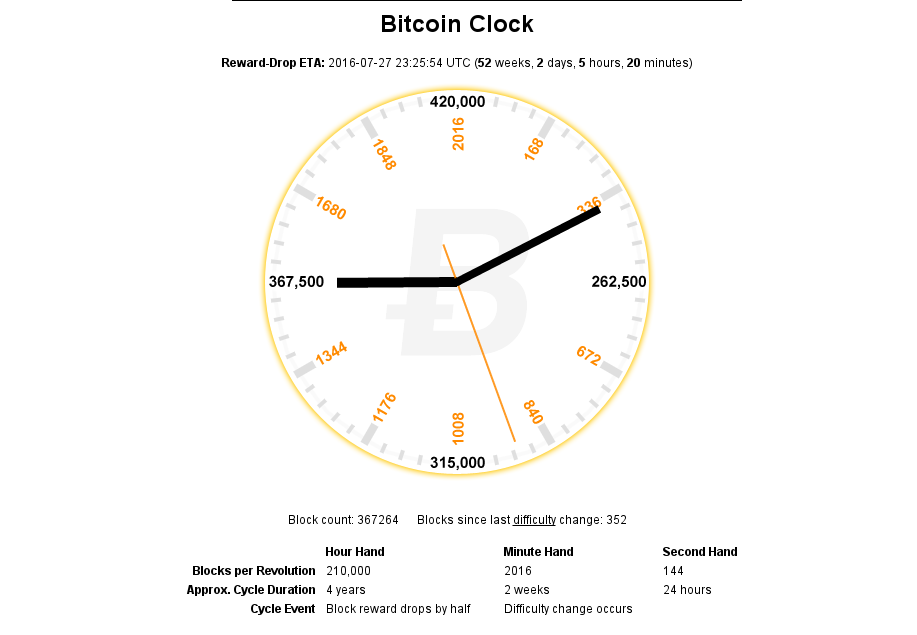 Bitcoin Clock
Reward-Drop ETA: 2016-07-27 23:25:54 UTC (52 weeks, 2 days, 5 hours, 20 minutes)
420,000
2016
168
336
262,500
672
840
1008
315,000
1176
1344
367,500
1680
1848
B
Block count: 367264 Blocks since last difficulty change: 352
Hour Hand Minute Hand Second Hand
Blocks per Revolution 210,000 2016 144
Approx. Cycle Duration 4 years 2 weeks 24 hours
Cycle Event Block reward drops by half Difficulty change occurs